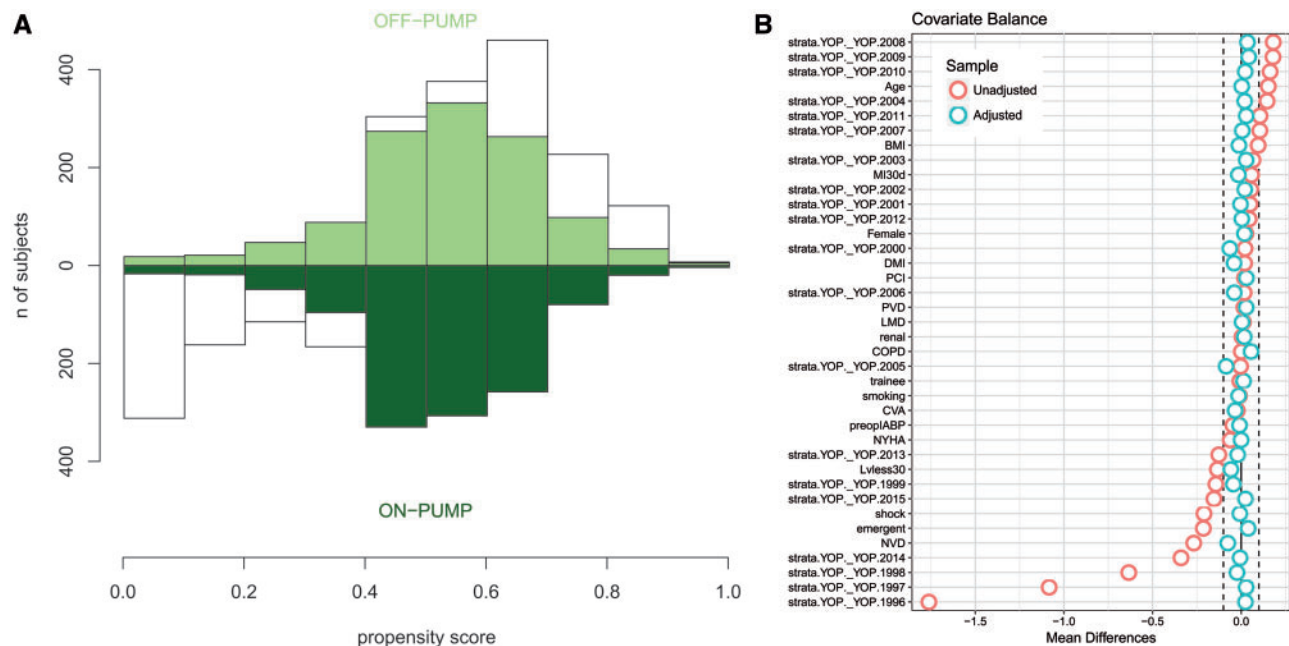 A
OFF-PUMP
400
200
0
200
400
n of subjects
ON-PUMP
0.0 0.2 0.4 0.6 0.8 1.0
propensity score
B
Covariate Balance
Sample
Unadjusted
Adjusted
strata.YOP._YOP.2008
strata.YOP._YOP.2009
strata.YOP._YOP.2010
Age
strata.YOP._YOP.2004
strata.YOP._YOP.2011
strata.YOP._YOP.2007
BMI
strata.YOP._YOP.2003
MI30d
strata.YOP._YOP.2002
strata.YOP._YOP.2001
strata.YOP._YOP.2012
Female
strata.YOP._YOP.2000
DMI
PCI
strata.YOP._YOP.2006
PVD
LMD
renal
COPD
strata.YOP._YOP.2005
trainee
smoking
CVA
preopIABP
NYHA
strata.YOP._YOP.2013
Lvless30
strata.YOP._YOP.1999
strata.YOP._YOP.2015
shock
emergent
NVD
strata.YOP._YOP.2014
strata.YOP._YOP.1998
strata.YOP._YOP.1997
strata.YOP._YOP.1996
−1.5 −1.0 −0.5 0.0
Mean Differences